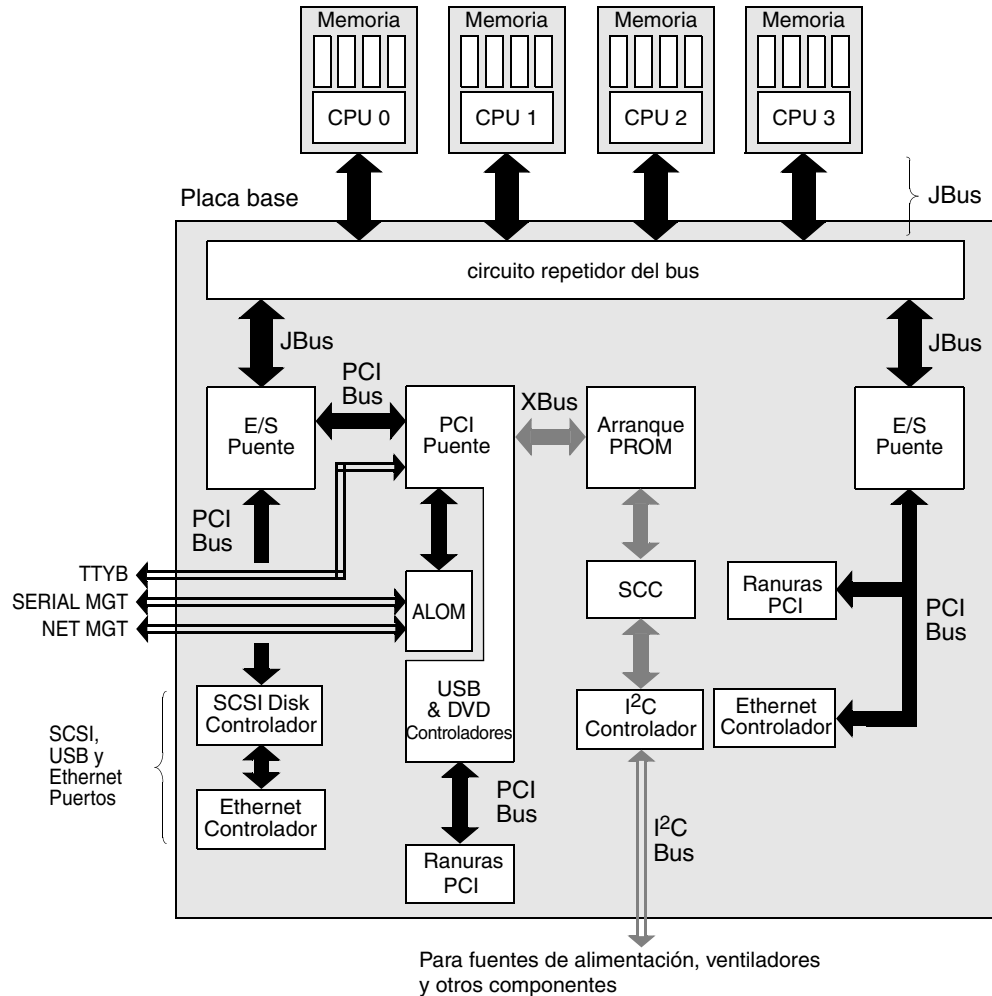 Memoria
Memoria
Memoria
Memoria
CPU 0
CPU 1
CPU 2
CPU 3
JBus
Placa base
circuito repetidor del bus
JBus
JBus
PCI
Bus
XBus
E/S
Puente
PCI
Puente
Arranque
PROM
E/S
Puente
PCI
Bus
TTYB
SERIAL MGT
NET MGT
ALOM
SCC
Ranuras
PCI
PCI
Bus
SCSI,
USB y
Ethernet
Puertos
SCSI Disk
Controlador
Ethernet
Controlador
USB
& DVD
Controladores
I²C
Controlador
Ethernet
Controlador
PCI
Bus
Ranuras
PCI
I²C
Bus
Para fuentes de alimentación, ventiladores
y otros componentes